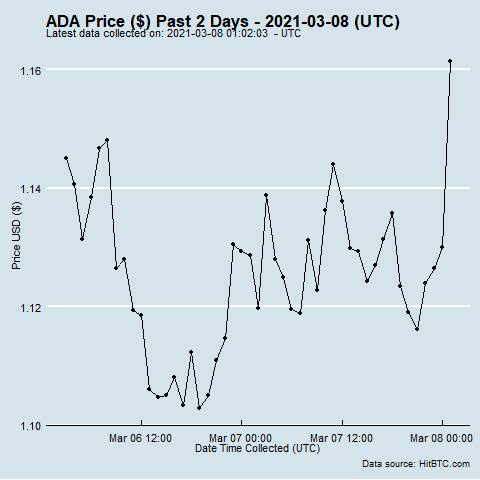 ADA Price ($) Past 2 Days - 2021-03-08 (UTC)
Latest data collected on: 2021-03-08 01:02:03 - UTC
1.16
1.14
1.12
1.10
Price USD ($)
Mar 06 12:00 Mar 07 00:00 Mar 07 12:00 Mar 08 00:00
Date Time Collected (UTC)
Data source: HitBTC.com